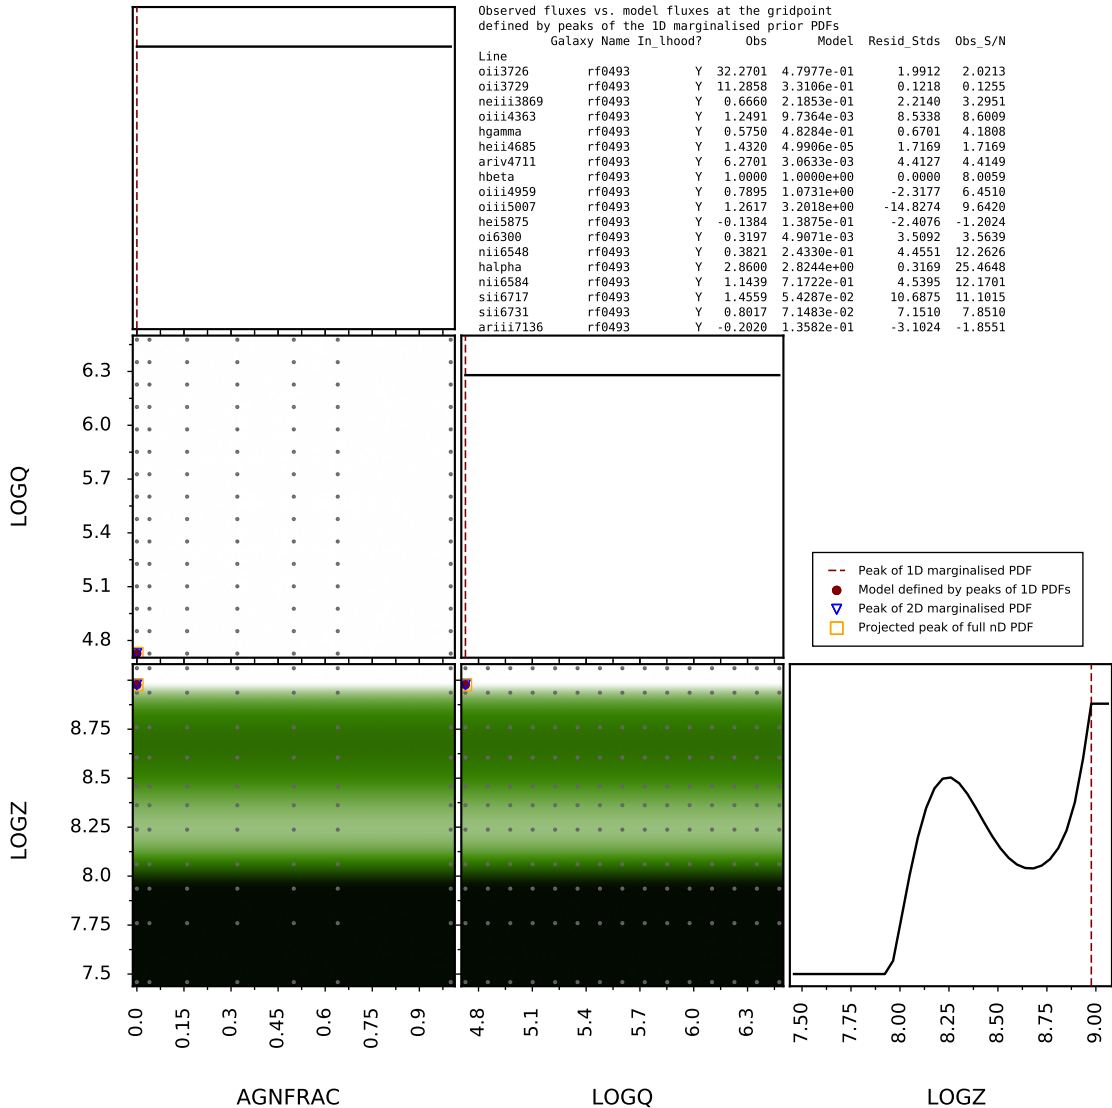 Observed fluxes vs. model fluxes at the gridpoint
defined by peaks of the 1D marginalised prior PDFs
Galaxy Name In_lhood? Obs Model Resid_Stds Obs_S/N
Line
oii3726 rf0493 Y 32.2701 4.7977e-01 1.9912 2.0213
oii3729 rf0493 Y 11.2858 3.3106e-01 0.1218 0.1255
neiii3869 rf0493 Y 0.6660 2.1853e-01 2.2140 3.2951
oiii4363 rf0493 Y 1.2491 9.7364e-03 8.5338 8.6009
hgamma rf0493 Y 0.5750 4.8284e-01 0.6701 4.1808
heii4685 rf0493 Y 1.4320 4.9906e-05 1.7169 1.7169
ariv4711 rf0493 Y 6.2701 3.0633e-03 4.4127 4.4149
hbeta rf0493 Y 1.0000 1.0000e+00 0.0000 8.0059
oiii4959 rf0493 Y 0.7895 1.0731e+00 -2.3177 6.4510
oiii5007 rf0493 Y 1.2617 3.2018e+00 -14.8274 9.6420
hei5875 rf0493 Y -0.1384 1.3875e-01 -2.4076 -1.2024
oi6300 rf0493 Y 0.3197 4.9071e-03 3.5092 3.5639
nii6548 rf0493 Y 0.3821 2.4330e-01 4.4551 12.2626
halpha rf0493 Y 2.8600 2.8244e+00 0.3169 25.4648
nii6584 rf0493 Y 1.1439 7.1722e-01 4.5395 12.1701
sii6717 rf0493 Y 1.4559 5.4287e-02 10.6875 11.1015
sii6731 rf0493 Y 0.8017 7.1483e-02 7.1510 7.8510
ariii7136 rf0493 Y -0.2020 1.3582e-01 -3.1024 -1.8551
6.3
6.0
5.7
5.4
5.1
4.8
LOGQ
Peak of 1D marginalised PDF
Model defined by peaks of 1D PDFs
Peak of 2D marginalised PDF
Projected peak of full nD PDF
8.75
8.5
8.25
8.0
7.75
7.5
LOGZ
0.0 0.15 0.3 0.45 0.6 0.75 0.9
4.8 5.1 5.4 5.7 6.0 6.3
7.50 7.75 8.00 8.25 8.50 8.75 9.00
AGNFRAC LOGQ LOGZ